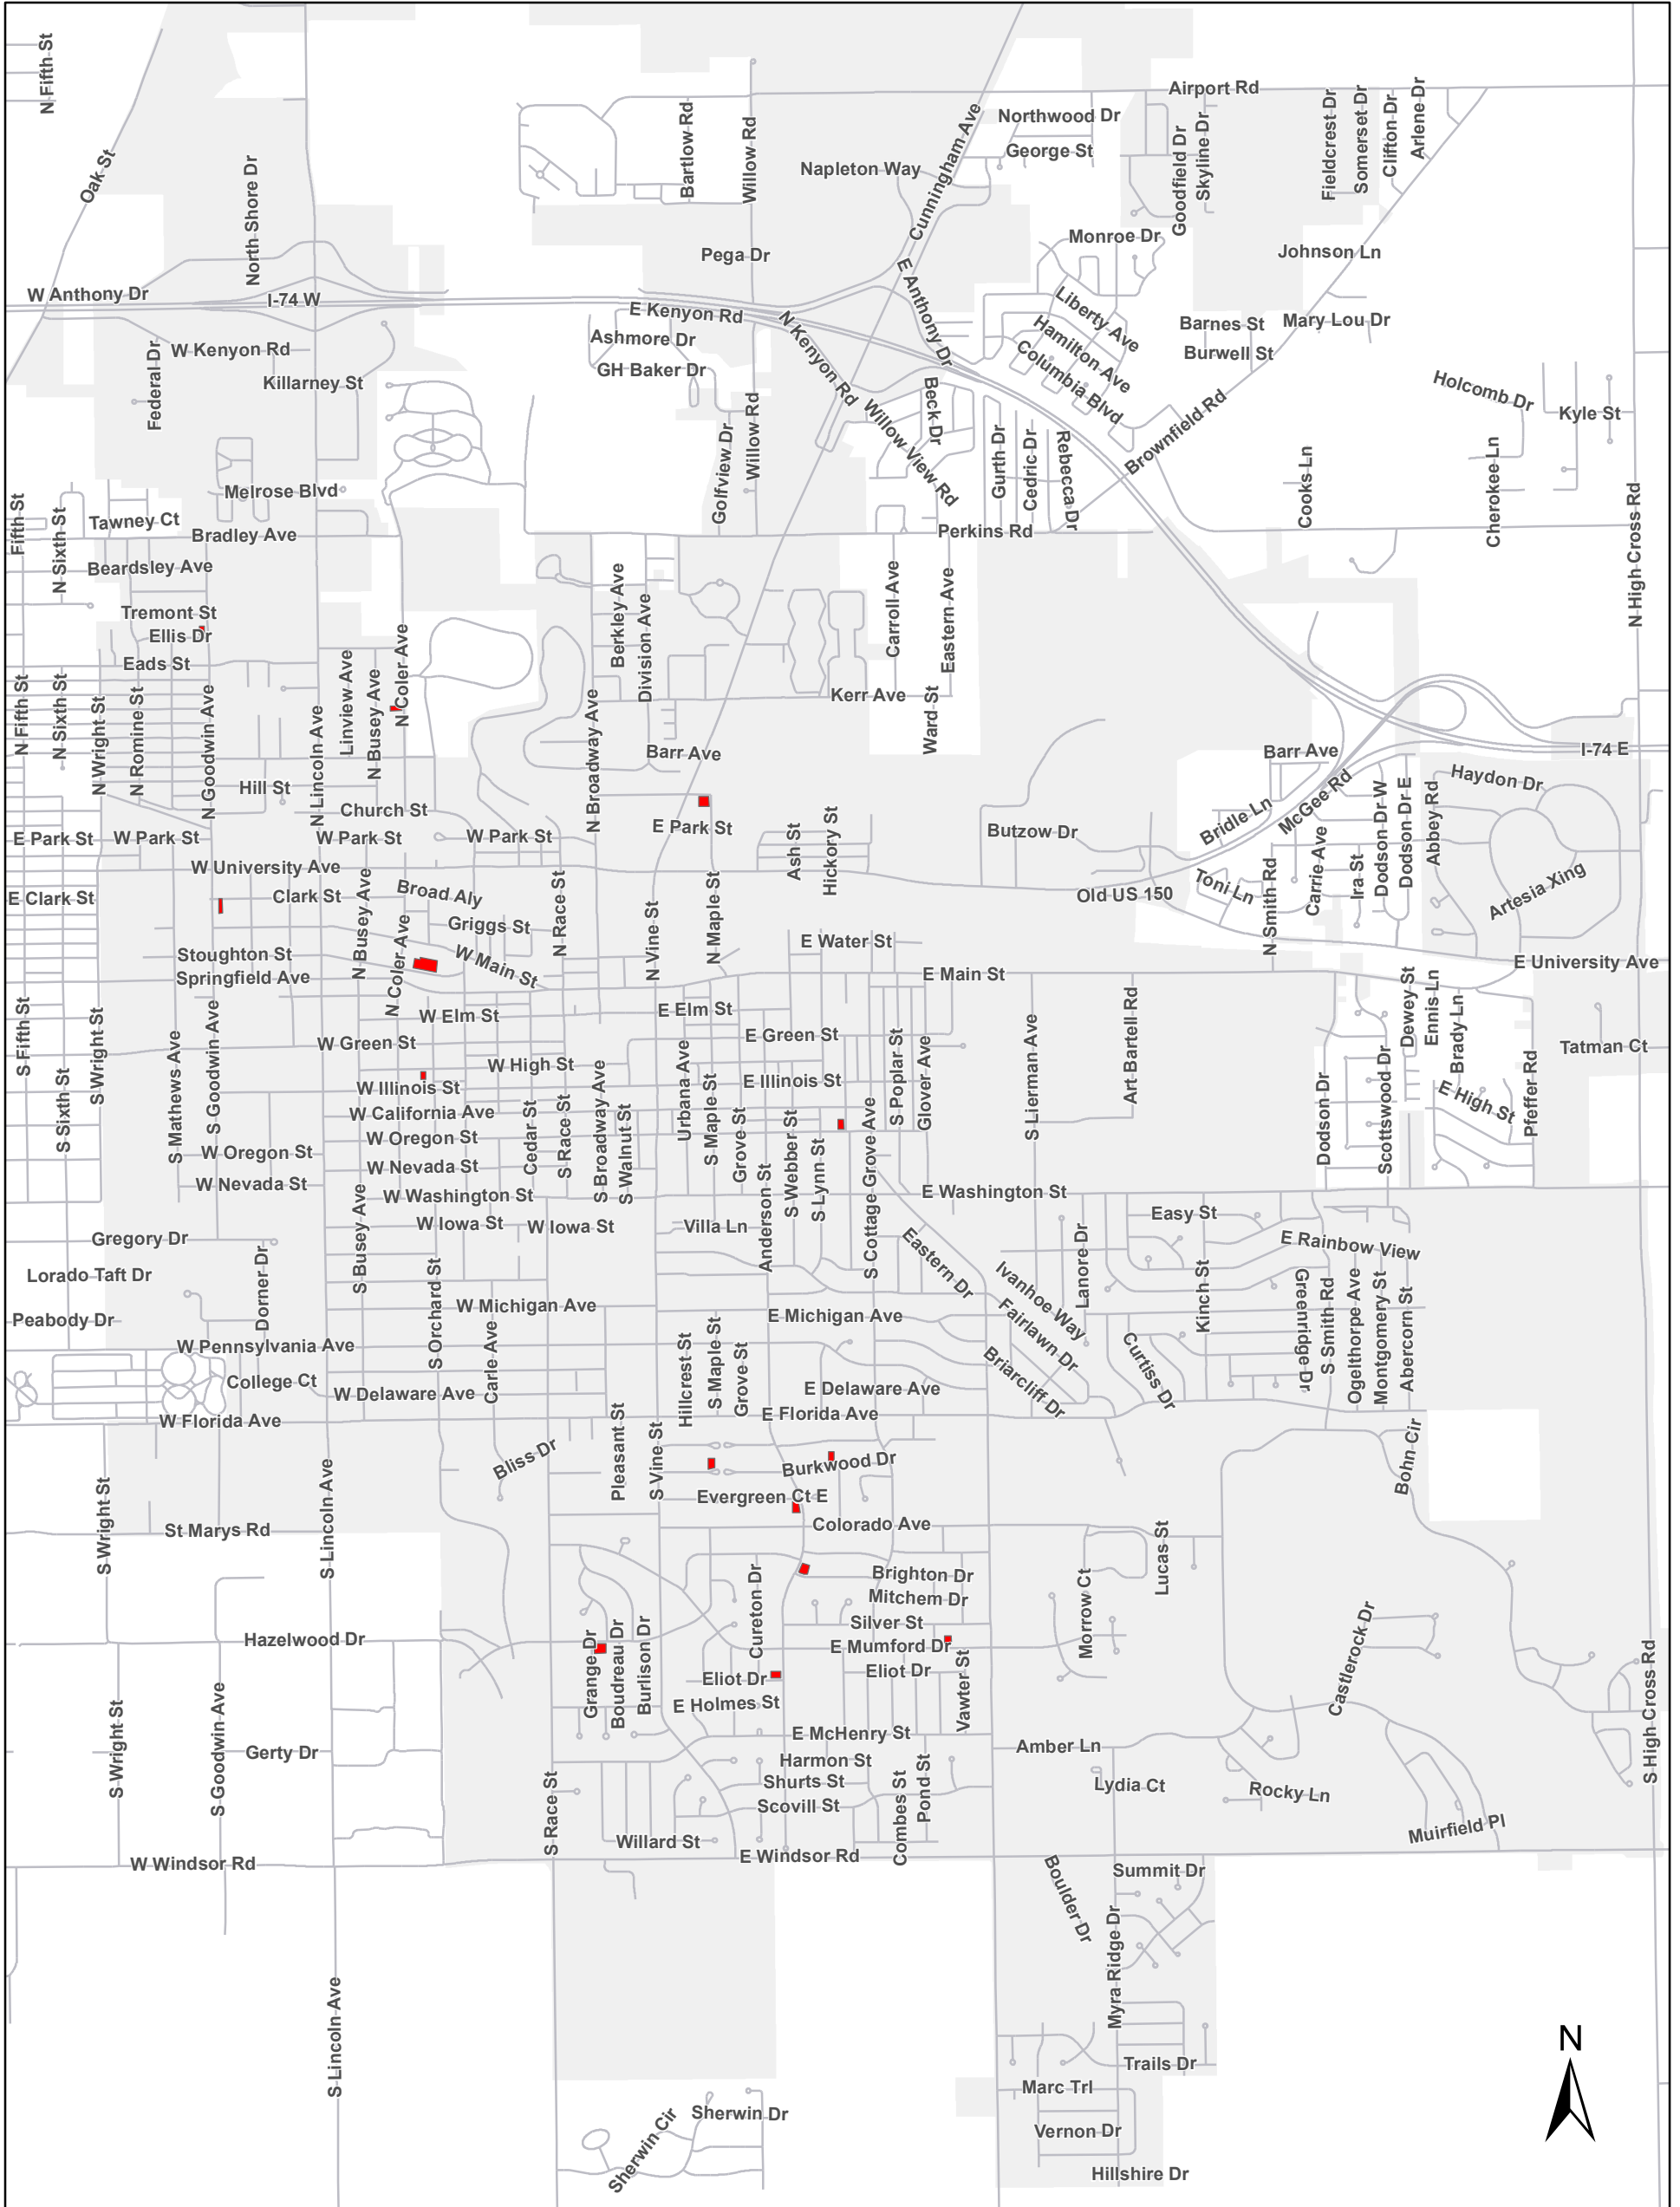 N Fifth St
Oak St
North Shore Dr
Bartlow Rd
Willow Rd
Napleton Way
Cunningham Ave
Northwood Dr
George St
Airport Rd
Goodfield Dr
Skyline Dr
Fieldcrest Dr
Somerset Dr
Clifton Dr
Arlene Dr
Pega Dr
Monroe Dr
Johnson Ln
W Anthony Dr
I-74 W
E Kenyon Rd
N Kenyon Rd
E Anthony Dr
Liberty Ave
Hamilton Ave
Columbia Blvd
Barnes St
Mary Lou Dr
Burwell St
Ashmore Dr
GH Baker Dr
W Kenyon Rd
Federal Dr
Killarney St
Golfview Dr
Willow Rd
Willow View Rd
Beck Dr
Gurth Dr
Cedric Dr
Rebecca Dr
Brownfield Rd
Holcomb Dr
Kyle St
Cooks Ln
Cherokee Ln
N High Cross Rd
Fifth St
N Sixth St
Tawney Ct
Melrose Blvd
Bradley Ave
Perkins Rd
Beardsley Ave
Tremont St
Ellis Dr
Eads St
Berkley Ave
Division Ave
Carroll Ave
Eastern Ave
N Fifth St
N Sixth St
N Wright St
N Romine St
N Goodwin Ave
N Lincoln Ave
Linview Ave
N Busey Ave
N Coler Ave
N Broadway Ave
Kerr Ave
Ward St
Barr Ave
Barr Ave
I-74 E
Hill St
Church St
Haydon Dr
E Park St
W Park St
W Park St
W Park St
E Park St
Ash St
Hickory St
Butzow Dr
Bridle Ln
McGee Rd
Carrie Ave
Ira St
Dodson Dr W
Dodson Dr E
Abbey Rd
Artesia Xing
W University Ave
E Clark St
Clark St
Broad Aly
Griggs St
Old US 150
Toni Ln
N Smith Rd
N Busey Ave
N Coler Ave
N Race St
N Vine St
N Maple St
Stoughton St
Springfield Ave
W Main St
E Water St
E Main St
E University Ave
W Elm St
E Elm St
W Green St
E Green St
S Fifth St
S Sixth St
S Wright St
S Mathews Ave
S Goodwin Ave
W High St
W Illinois St
E Illinois St
W California Ave
W Oregon St
W Oregon St
W Nevada St
W Nevada St
Cedar St
S Race St
S Broadway Ave
S Walnut St
Urbana Ave
S Maple St
Grove St
Anderson St
S Webber St
S Lynn St
S Cottage Grove Ave
S Poplar St
Glover Ave
S Lierman Ave
Art Bartell Rd
Dodson Dr
Scottswood Dr
Dewey St
Ennis Ln
Brady Ln
E High St
Pfeffer Rd
Tatman Ct
W Washington St
E Washington St
W Iowa St
W Iowa St
Villa Ln
Gregory Dr
Lorado Taft Dr
Peabody Dr
Dorner Dr
S Busey Ave
S Orchard St
Carle Ave
W Michigan Ave
E Michigan Ave
Eastern Dr
Ivanhoe Way
Fairlawn Dr
Briarcliff Dr
Lanore Dr
Curtiss Dr
Easy St
Kinch St
E Rainbow View
Greenridge Dr
S Smith Rd
Ogelthorpe Ave
Montgomery St
Abercorn St
W Pennsylvania Ave
College Ct
W Delaware Ave
E Delaware Ave
W Florida Ave
E Florida Ave
Hillcrest St
S Maple St
Grove St
Bliss Dr
Pleasant St
S Vine St
Burkwood Dr
Evergreen Ct E
Colorado Ave
Bohn Cir
S Wright St
St Marys Rd
S Lincoln Ave
Cureton Dr
Brighton Dr
Mitchem Dr
Silver St
E Mumford Dr
Eliot Dr
Eliot Dr
E Holmes St
Vawter St
Morrow Ct
Lucas St
Castlerock Dr
Hazelwood Dr
Grange Dr
Boudreau Dr
Burlison Dr
S Wright St
S Goodwin Ave
Gerty Dr
E McHenry St
Harmon St
Shurts St
Scovill St
Combes St
Pond St
Amber Ln
Lydia Ct
Rocky Ln
Muirfield Pl
S High Cross Rd
S Race St
Willard St
W Windsor Rd
E Windsor Rd
Boulder Dr
Summit Dr
Myra Ridge Dr
S Lincoln Ave
Trails Dr
Marc Trl
Vernon Dr
Hillshire Dr
Sherwin Cir
Sherwin Dr
N